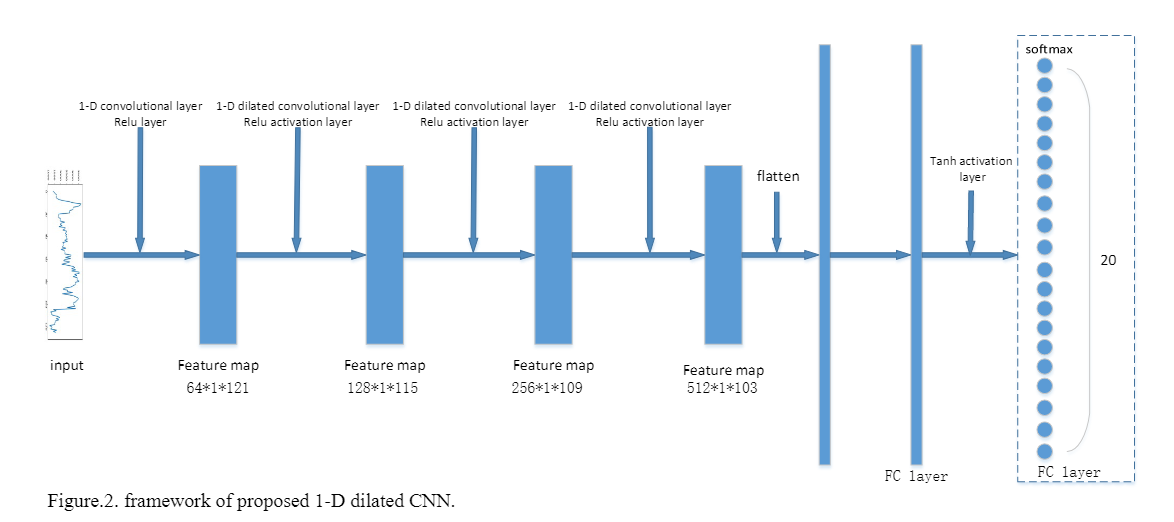 softmax
1-D convolutional layer
Relu layer
1-D dilated convolutional layer
Relu activation layer
1-D dilated convolutional layer
Relu activation layer
1-D dilated convolutional layer
Relu activation layer
flatten
Tanh activation
layer
20
input
Feature map
64*1*121
Feature map
128*1*115
Feature map
256*1*109
Feature map
512*1*103
FC layer
FC layer
Figure.2. framework of proposed 1-D dilated CNN.